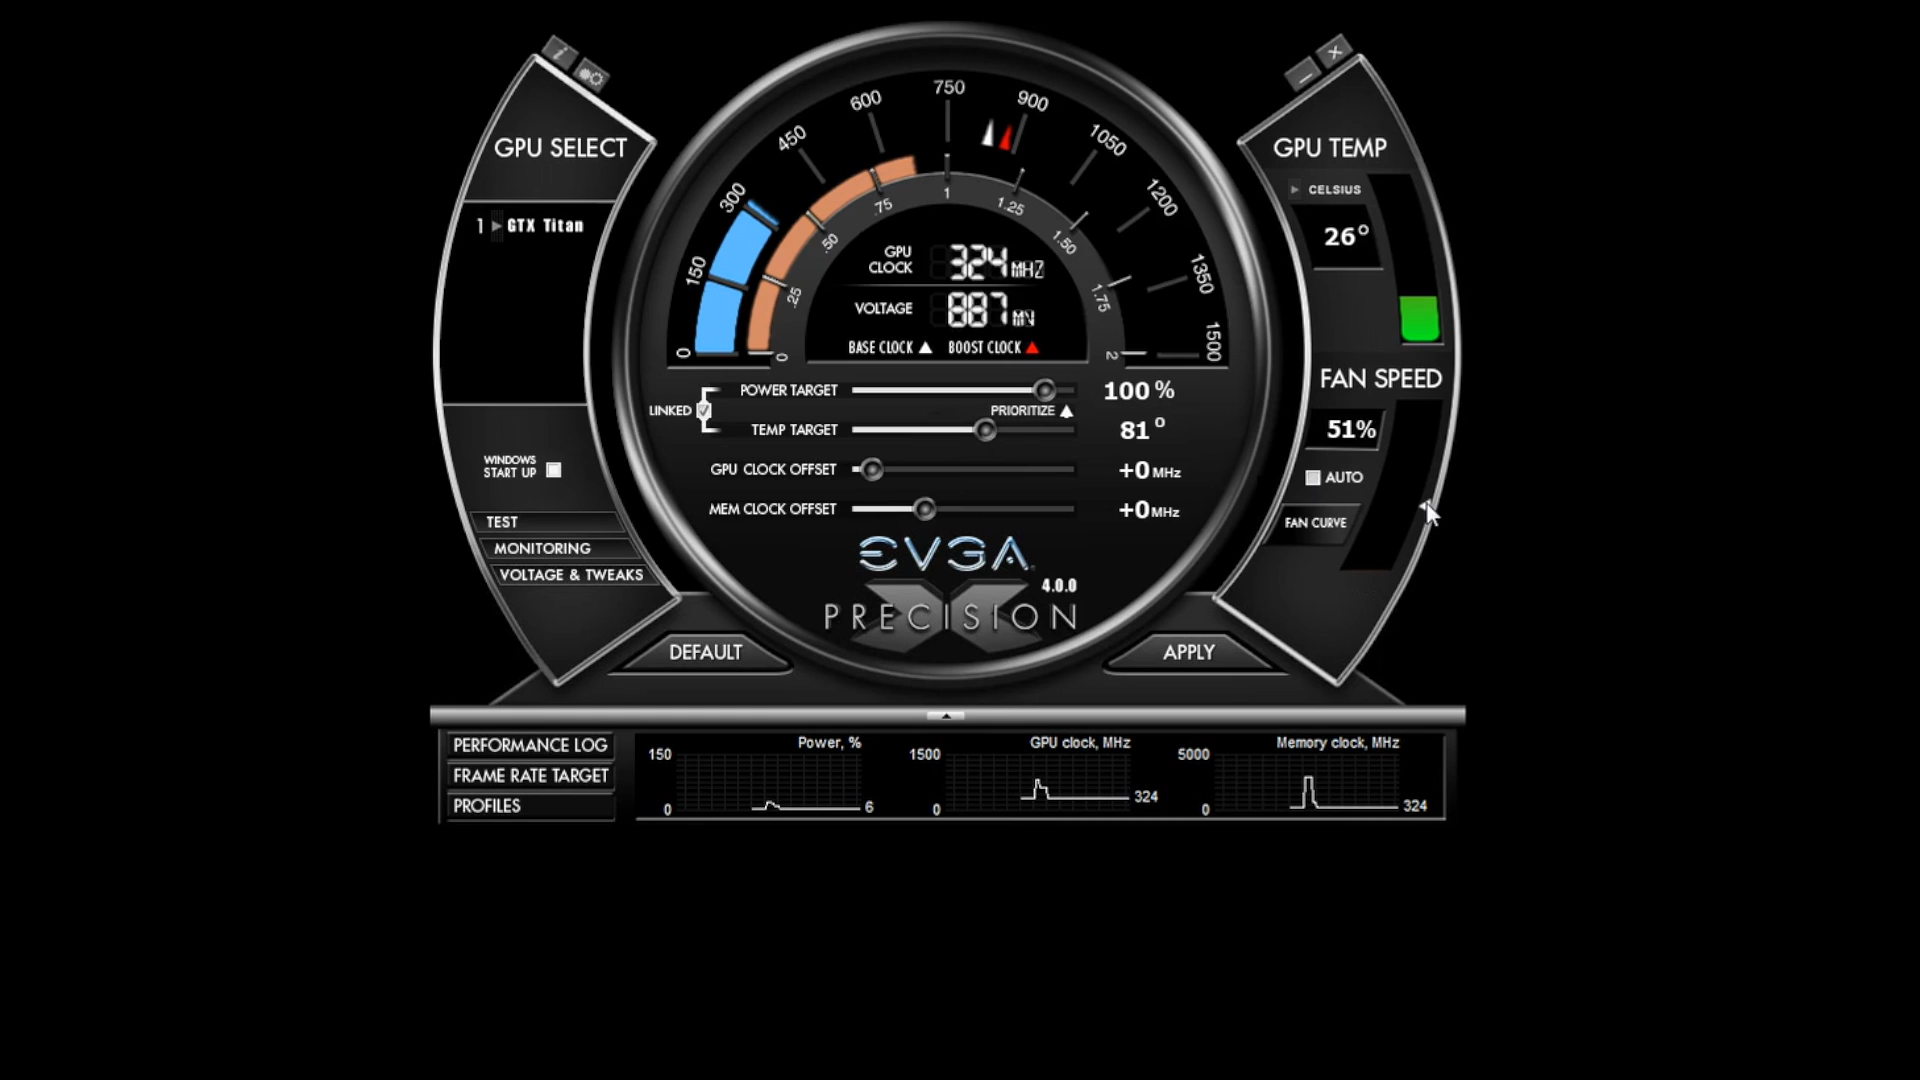 GPU SELECT
1 GTX Titan
WINDOWS
START UP
TEST
MONITORING
VOLTAGE & TWEAKS
0 150 300 450 600 750 900 1050 1200 1350 1500
0 .25 .50 .75 1 1.25 1.50 1.75 2
GPU
CLOCK 324 MHZ
VOLTAGE 887 MV
BASE CLOCK BOOST CLOCK
POWER TARGET 100 %
LINKED PRIORITIZE
TEMP TARGET 81°
GPU CLOCK OFFSET +0 MHz
MEM CLOCK OFFSET +0 MHz
EVGA
4.0.0
PRECISION
X
DEFAULT
APPLY
GPU TEMP
CELSIUS
26°
FAN SPEED
51%
AUTO
FAN CURVE
PERFORMANCE LOG
FRAME RATE TARGET
PROFILES
Power, %
150
0
6
GPU clock, MHz
1500
0
324
Memory clock, MHz
5000
0
324